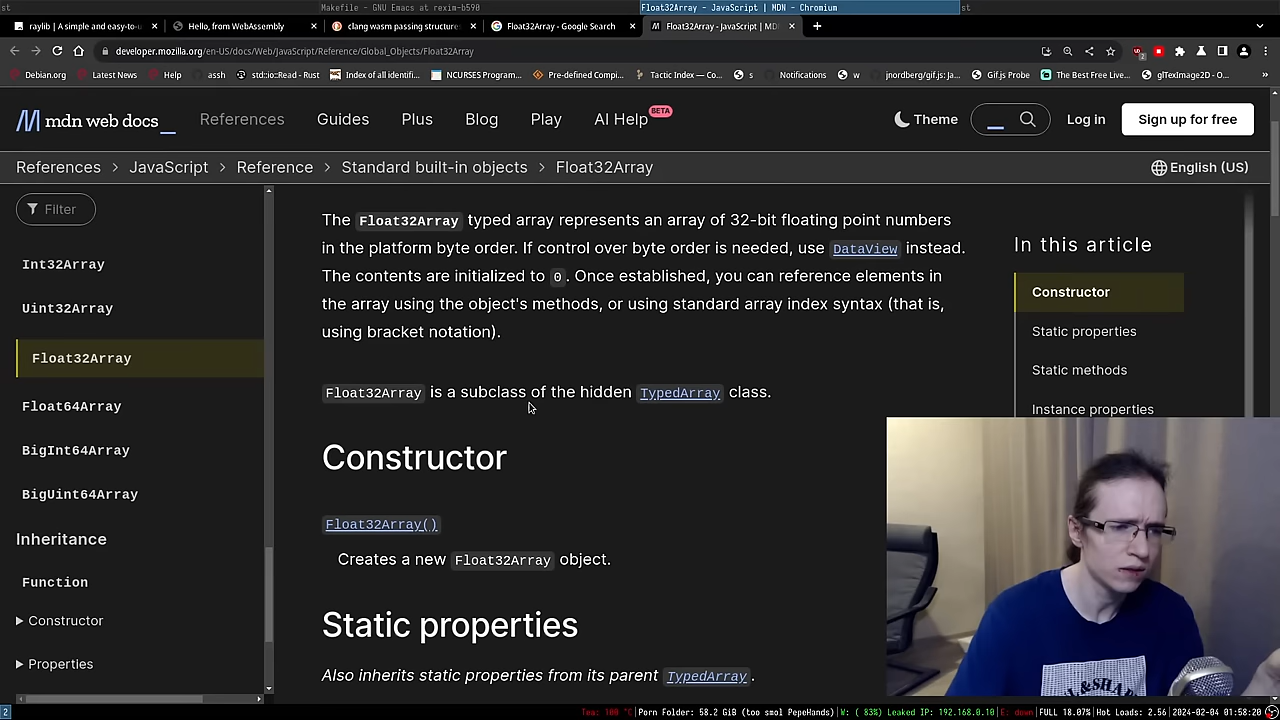 st
Makefile - GNU Emacs at rexim-b590
Float32Array - JavaScript | MDN - Chromium
st
raylib | A simple and easy-to-u
Hello, from WebAssembly
clang wasm passing structures
Float32Array - Google Search
Float32Array - JavaScript | MD
developer.mozilla.org/en-US/docs/Web/JavaScript/Reference/Global_Objects/Float32Array
Debian.org
Latest News
Help
assh
std::io::Read - Rust
Index of all identifi...
NCURSES Program...
Pre-defined Compi...
Tactic Index — Co...
s
Notifications
w
jnordberg/gif.js: Ja...
Gif.js Probe
The Best Free Live...
glTexImage2D - O...
mdn web docs
References
Guides
Plus
Blog
Play
AI Help
BETA
Theme
Log in
Sign up for free
References > JavaScript > Reference > Standard built-in objects > Float32Array
English (US)
Filter
Int32Array
Uint32Array
Float32Array
Float64Array
BigInt64Array
BigUint64Array
Inheritance
Function
Constructor
Properties
The Float32Array typed array represents an array of 32-bit floating point numbers
in the platform byte order. If control over byte order is needed, use DataView instead.
The contents are initialized to 0. Once established, you can reference elements in
the array using the object's methods, or using standard array index syntax (that is,
using bracket notation).
Float32Array is a subclass of the hidden TypedArray class.
Constructor
Float32Array()
Creates a new Float32Array object.
Static properties
Also inherits static properties from its parent TypedArray.
In this article
Constructor
Static properties
Static methods
Instance properties
2
Tea: 100 °C|Porn Folder: 58.2 GiB (too smol PepeHands)|W: ( 83%) Leaked IP: 192.168.0.10|E: down|FULL 18.07%|Hot Loads: 2.56|2024-02-04 01:58:20